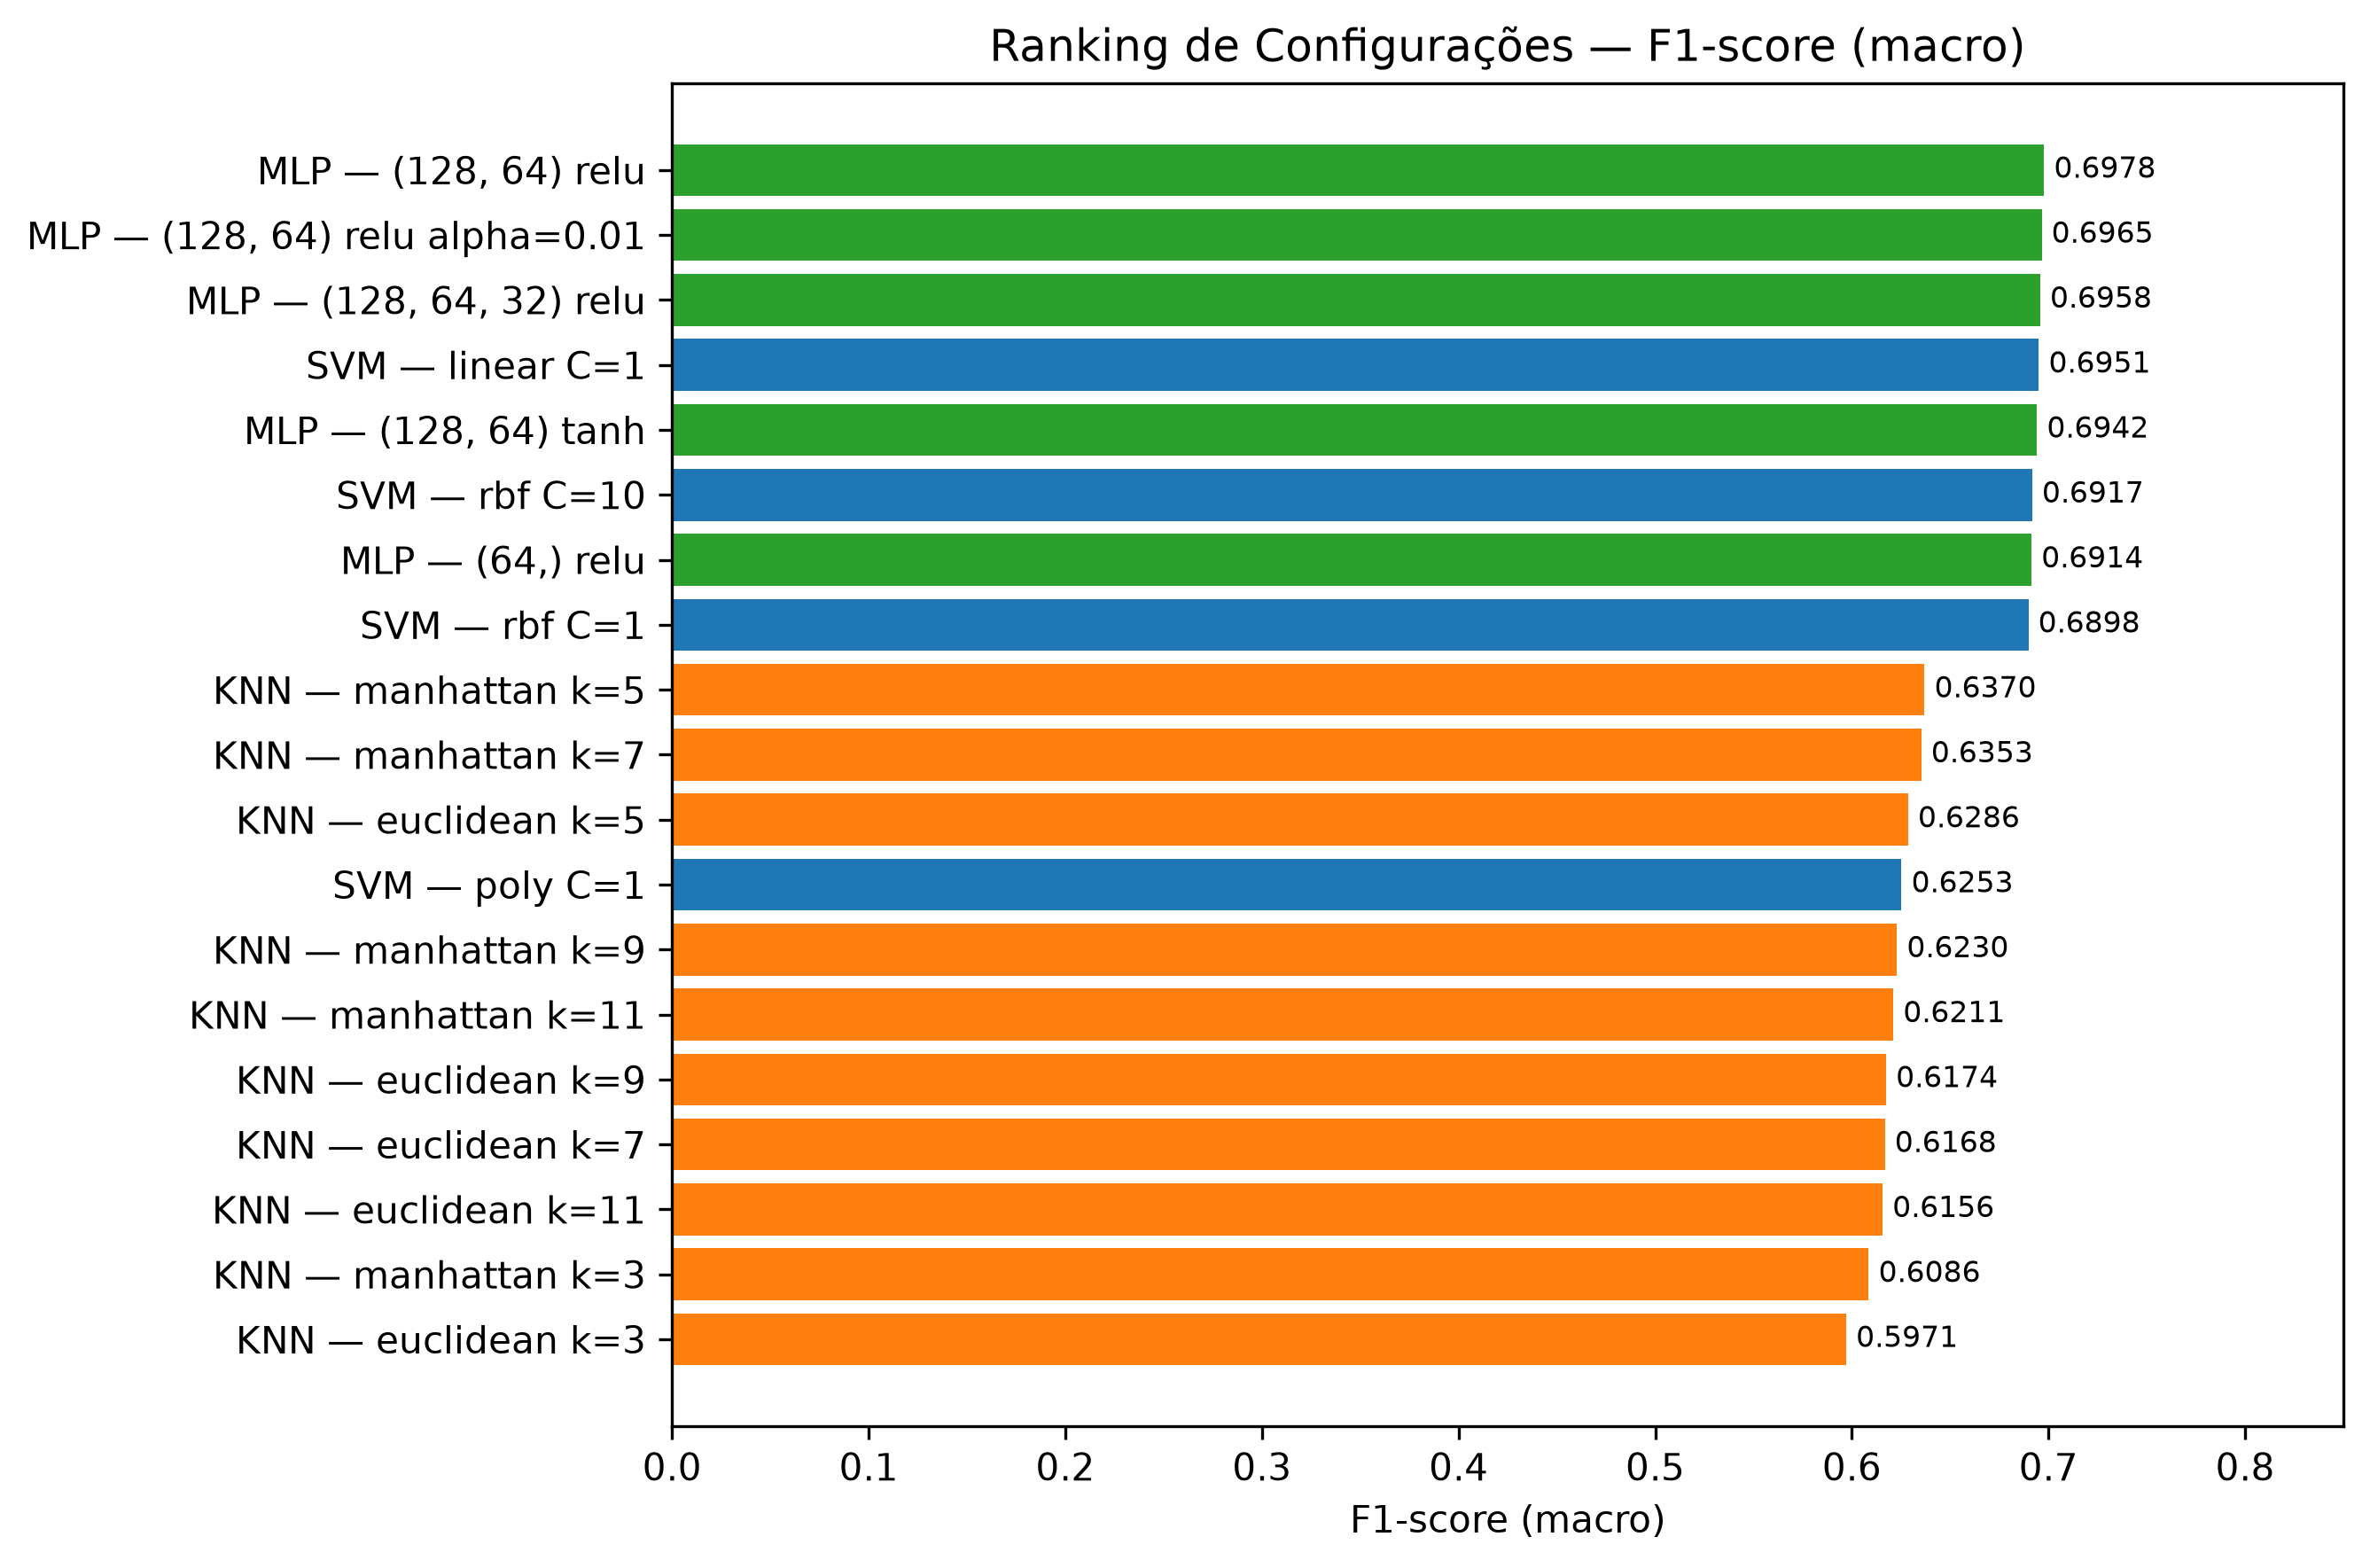 Ranking de Configurações — F1-score (macro)
MLP — (128, 64) relu 0.6978
MLP — (128, 64) relu alpha=0.01 0.6965
MLP — (128, 64, 32) relu 0.6958
SVM — linear C=1 0.6951
MLP — (128, 64) tanh 0.6942
SVM — rbf C=10 0.6917
MLP — (64,) relu 0.6914
SVM — rbf C=1 0.6898
KNN — manhattan k=5 0.6370
KNN — manhattan k=7 0.6353
KNN — euclidean k=5 0.6286
SVM — poly C=1 0.6253
KNN — manhattan k=9 0.6230
KNN — manhattan k=11 0.6211
KNN — euclidean k=9 0.6174
KNN — euclidean k=7 0.6168
KNN — euclidean k=11 0.6156
KNN — manhattan k=3 0.6086
KNN — euclidean k=3 0.5971
0.0 0.1 0.2 0.3 0.4 0.5 0.6 0.7 0.8
F1-score (macro)